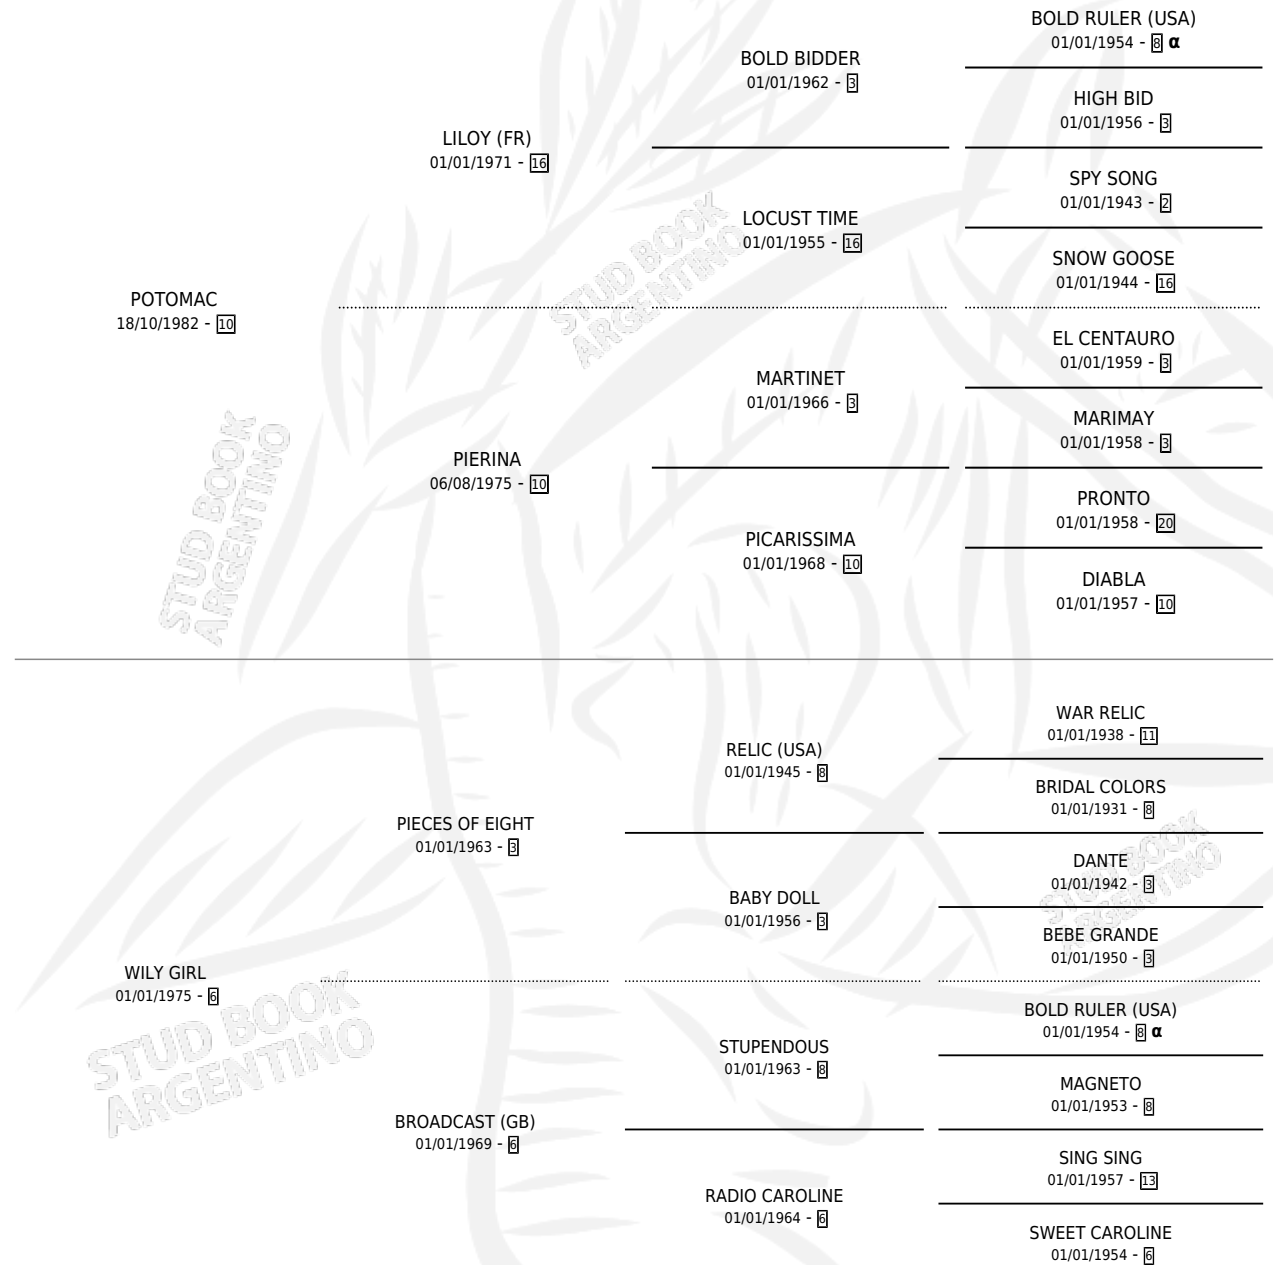 BOLD RULER (USA)
01/01/1954 - 8 α
BOLD BIDDER
01/01/1962 - 3
HIGH BID
01/01/1956 - 3
LILOY (FR)
01/01/1971 - 16
SPY SONG
01/01/1943 - 2
LOCUST TIME
01/01/1955 - 16
SNOW GOOSE
01/01/1944 - 16
STUD BOOK
ARGENTINO
POTOMAC
18/10/1982 - 10
EL CENTAURO
01/01/1959 - 3
MARTINET
01/01/1966 - 3
MARIMAY
01/01/1958 - 3
PIERINA
06/08/1975 - 10
PRONTO
01/01/1958 - 20
PICARISSIMA
01/01/1968 - 10
DIABLA
01/01/1957 - 10
STUD BOOK
ARGENTINO
WAR RELIC
01/01/1938 - 11
RELIC (USA)
01/01/1945 - 8
BRIDAL COLORS
01/01/1931 - 8
PIECES OF EIGHT
01/01/1963 - 3
DANTE
01/01/1942 - 3
STUD BOOK
ARGENTINO
BABY DOLL
01/01/1956 - 3
BEBE GRANDE
01/01/1950 - 3
WILY GIRL
01/01/1975 - 6
STUD BOOK
ARGENTINO
BOLD RULER (USA)
01/01/1954 - 8 α
STUPENDOUS
01/01/1963 - 8
MAGNETO
01/01/1953 - 8
BROADCAST (GB)
01/01/1969 - 6
SING SING
01/01/1957 - 13
RADIO CAROLINE
01/01/1964 - 6
SWEET CAROLINE
01/01/1954 - 6